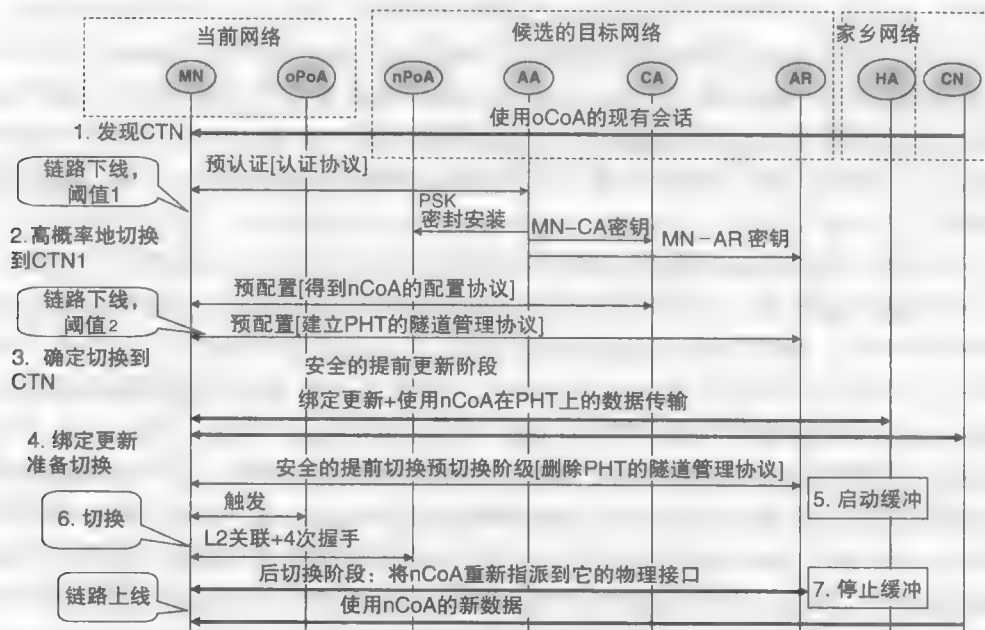 当前网络
候选的目标网络
家乡网络
MN
oPoA
nPoA
AA
CA
AR
HA
CN
使用oCoA的现有会话
1. 发现CTN
预认证[认证协议]
链路下线，
阈值1
PSK
密封安装
MN-CA密钥
MN-AR 密钥
2.高概率地切换
到CTN1
预配置[得到nCoA的配置协议]
链路下线，
阈值2
预配置[建立PHT的隧道管理协议]
3. 确定切换到
CTN
安全的提前更新阶段
绑定更新+使用nCoA在PHT上的数据传输
4. 绑定更新
准备切换
安全的提前切换预切换阶级[删除PHT的隧道管理协议]
5. 启动缓冲
触发
6. 切换
L2关联+4次握手
后切换阶段：将nCoA重新指派到它的物理接口
7. 停止缓冲
链路上线
使用nCoA的新数据